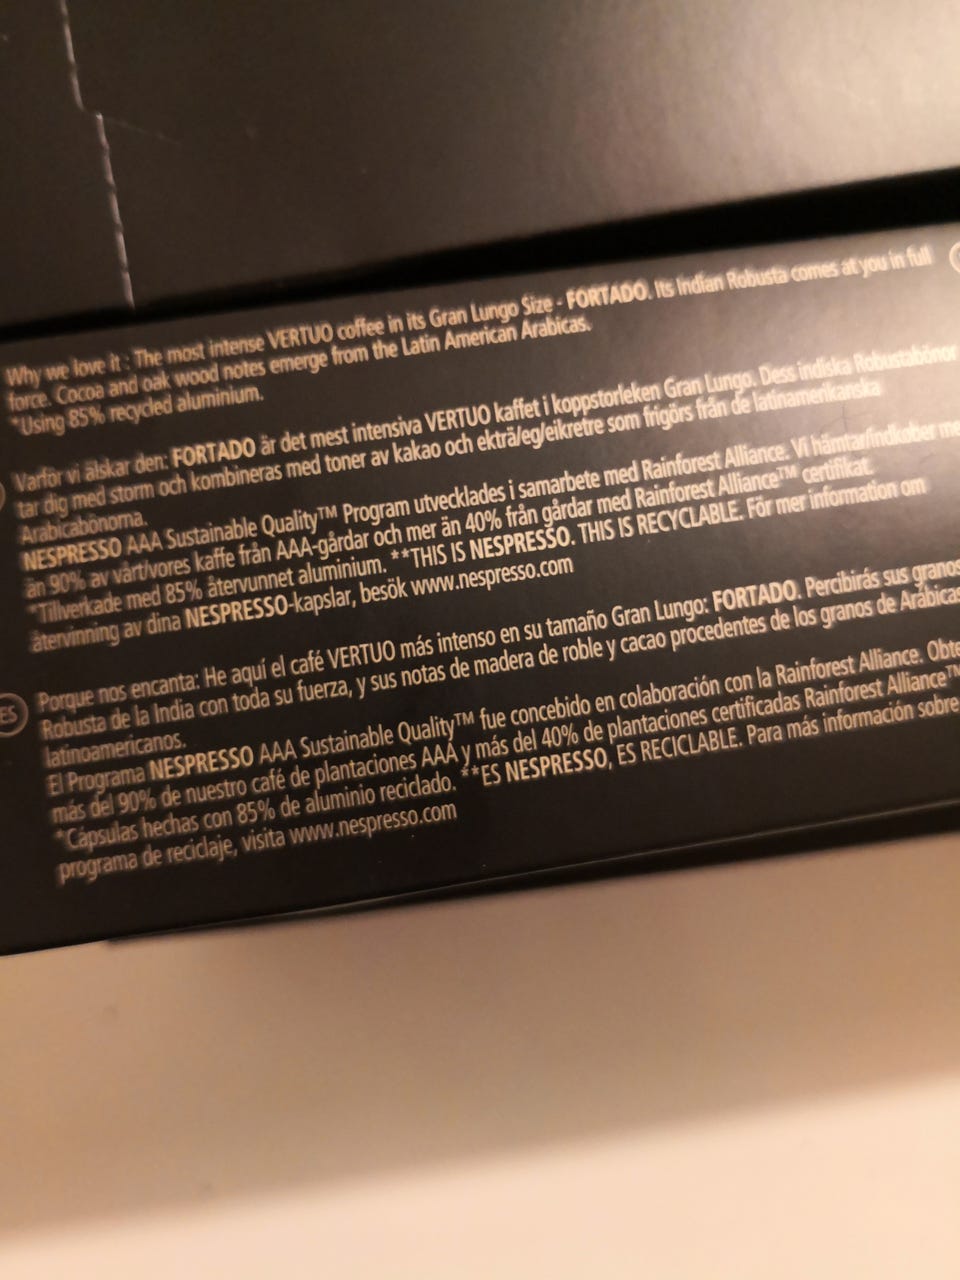 Why we love it : The most intense VERTUO coffee in its Gran Lungo Size - FORTADO. Its Indian Robusta comes at you in full
force. Cocoa and oak wood notes emerge from the Latin American Arabicas.
*Using 85% recycled aluminium.
Varför vi älskar den: FORTADO är det mest intensiva VERTUO kaffet i koppstorleken Gran Lungo. Dess indiska Robustabönor
tar dig med storm och kombineras med toner av kakao och ekträ/eg/eikretre som frigörs från de latinamerikanska
Arabicabönorna.
NESPRESSO AAA Sustainable Quality™ Program utvecklades i samarbete med Rainforest Alliance. Vi hämtar/indkøber me
än 90% av vårt/vores kaffe från AAA-gårdar och mer än 40% från gårdar med Rainforest Alliance™ certifikat.
*Tillverkade med 85% återvunnet aluminium. **THIS IS NESPRESSO. THIS IS RECYCLABLE. För mer information om
återvinning av dina NESPRESSO-kapslar, besök www.nespresso.com
ES Porque nos encanta: He aquí el café VERTUO más intenso en su tamaño Gran Lungo: FORTADO. Percibirás sus granos
Robusta de la India con toda su fuerza, y sus notas de madera de roble y cacao procedentes de los granos de Arábicas
latinoamericanos.
El Programa NESPRESSO AAA Sustainable Quality™ fue concebido en colaboración con la Rainforest Alliance. Obte
más del 90% de nuestro café de plantaciones AAA y más del 40% de plantaciones certificadas Rainforest Alliance™
*Cápsulas hechas con 85% de aluminio reciclado. **ES NESPRESSO, ES RECICLABLE. Para más información sobre
programa de reciclaje, visita www.nespresso.com